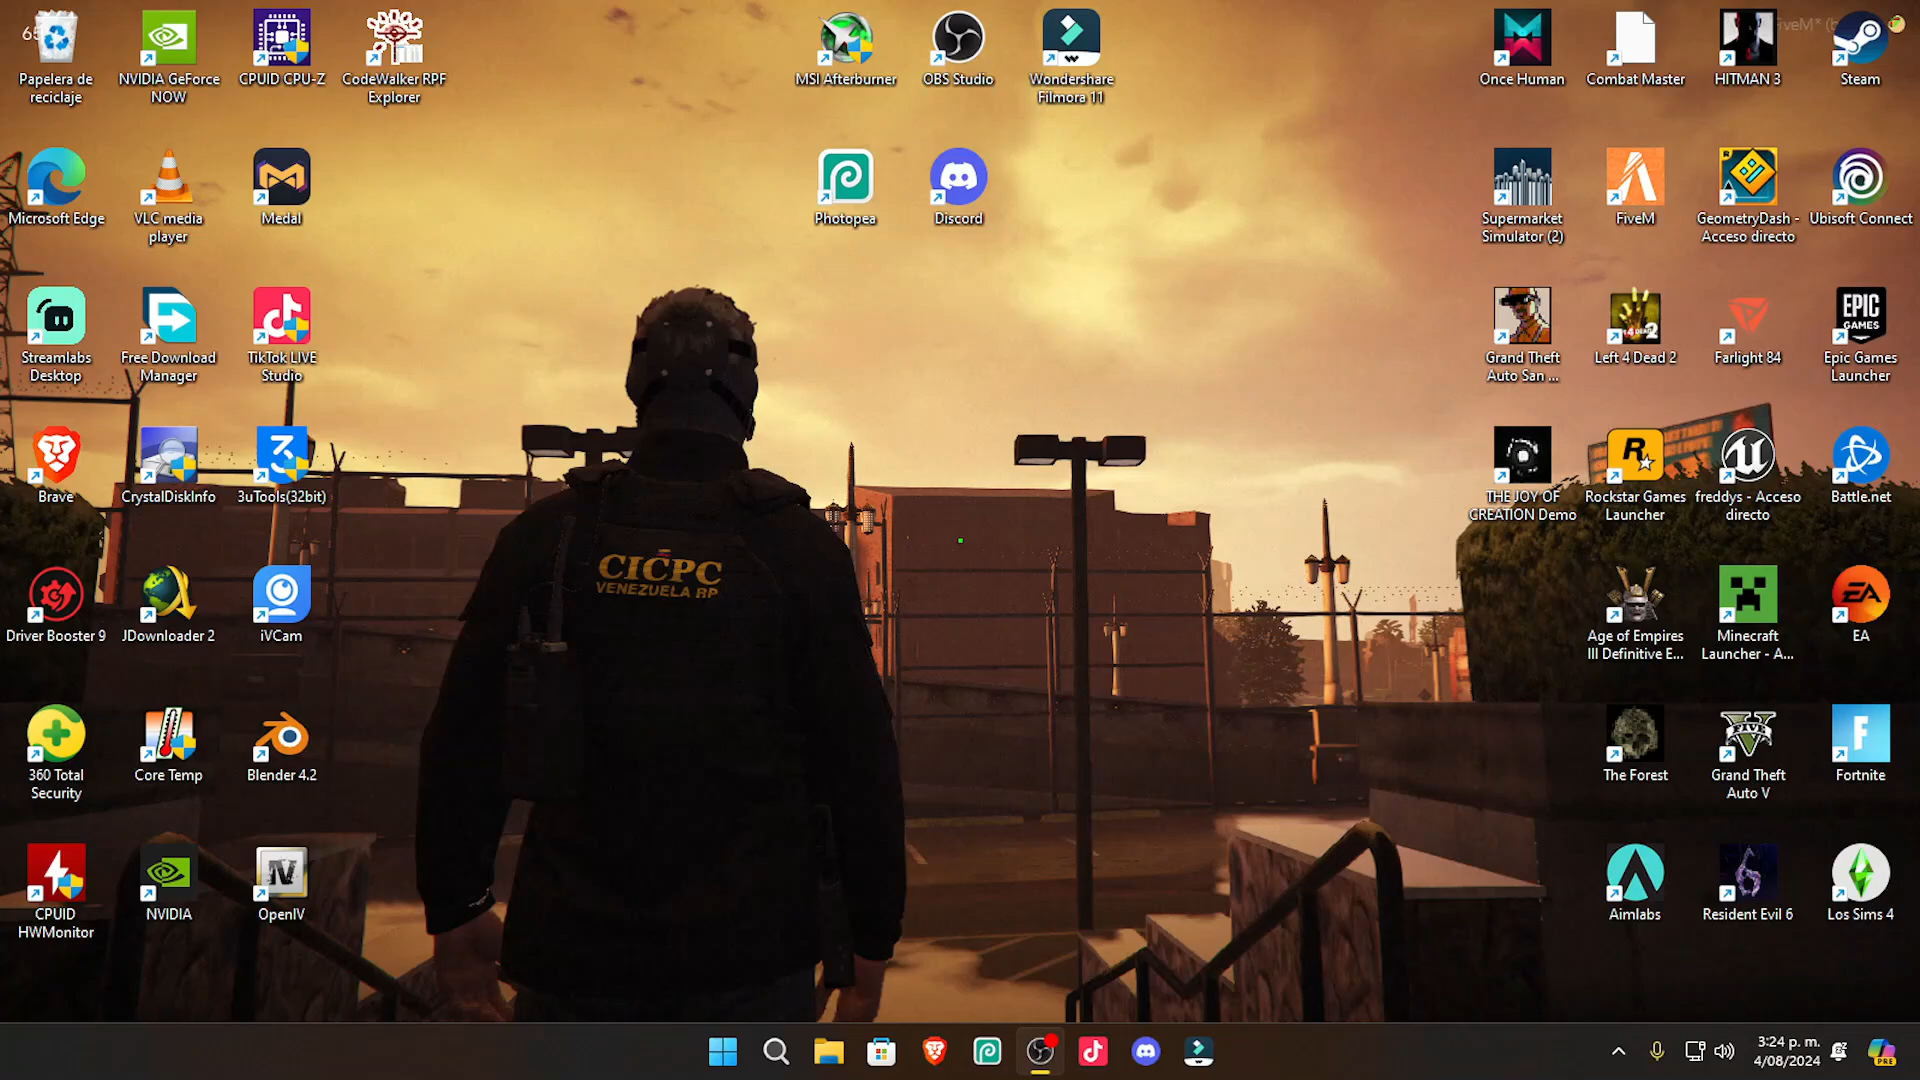 65
Papelera de
reciclaje
NVIDIA GeForce
NOW
CPUID CPU-Z
CodeWalker RPF
Explorer
MSI Afterburner
OBS Studio
Wondershare
Filmora 11
Once Human
Combat Master
HITMAN 3
Steam
Microsoft Edge
VLC media
player
Medal
Photopea
Discord
Supermarket
Simulator (2)
FiveM
GeometryDash -
Acceso directo
Ubisoft Connect
Streamlabs
Desktop
Free Download
Manager
TikTok LIVE
Studio
Grand Theft
Auto San ...
Left 4 Dead 2
Farlight 84
EPIC
GAMES
Epic Games
Launcher
Brave
CrystalDiskInfo
3uTools(32bit)
THE JOY OF
CREATION Demo
Rockstar Games
Launcher
freddys - Acceso
directo
Battle.net
CICPC
VENEZUELA RP
Driver Booster 9
JDownloader 2
iVCam
Age of Empires
III Definitive E...
Minecraft
Launcher - A...
EA
EA
360 Total
Security
Core Temp
Blender 4.2
The Forest
Grand Theft
Auto V
Fortnite
CPUID
HWMonitor
NVIDIA
OpenIV
Aimlabs
Resident Evil 6
Los Sims 4
3:24 p. m.
4/08/2024
PRE